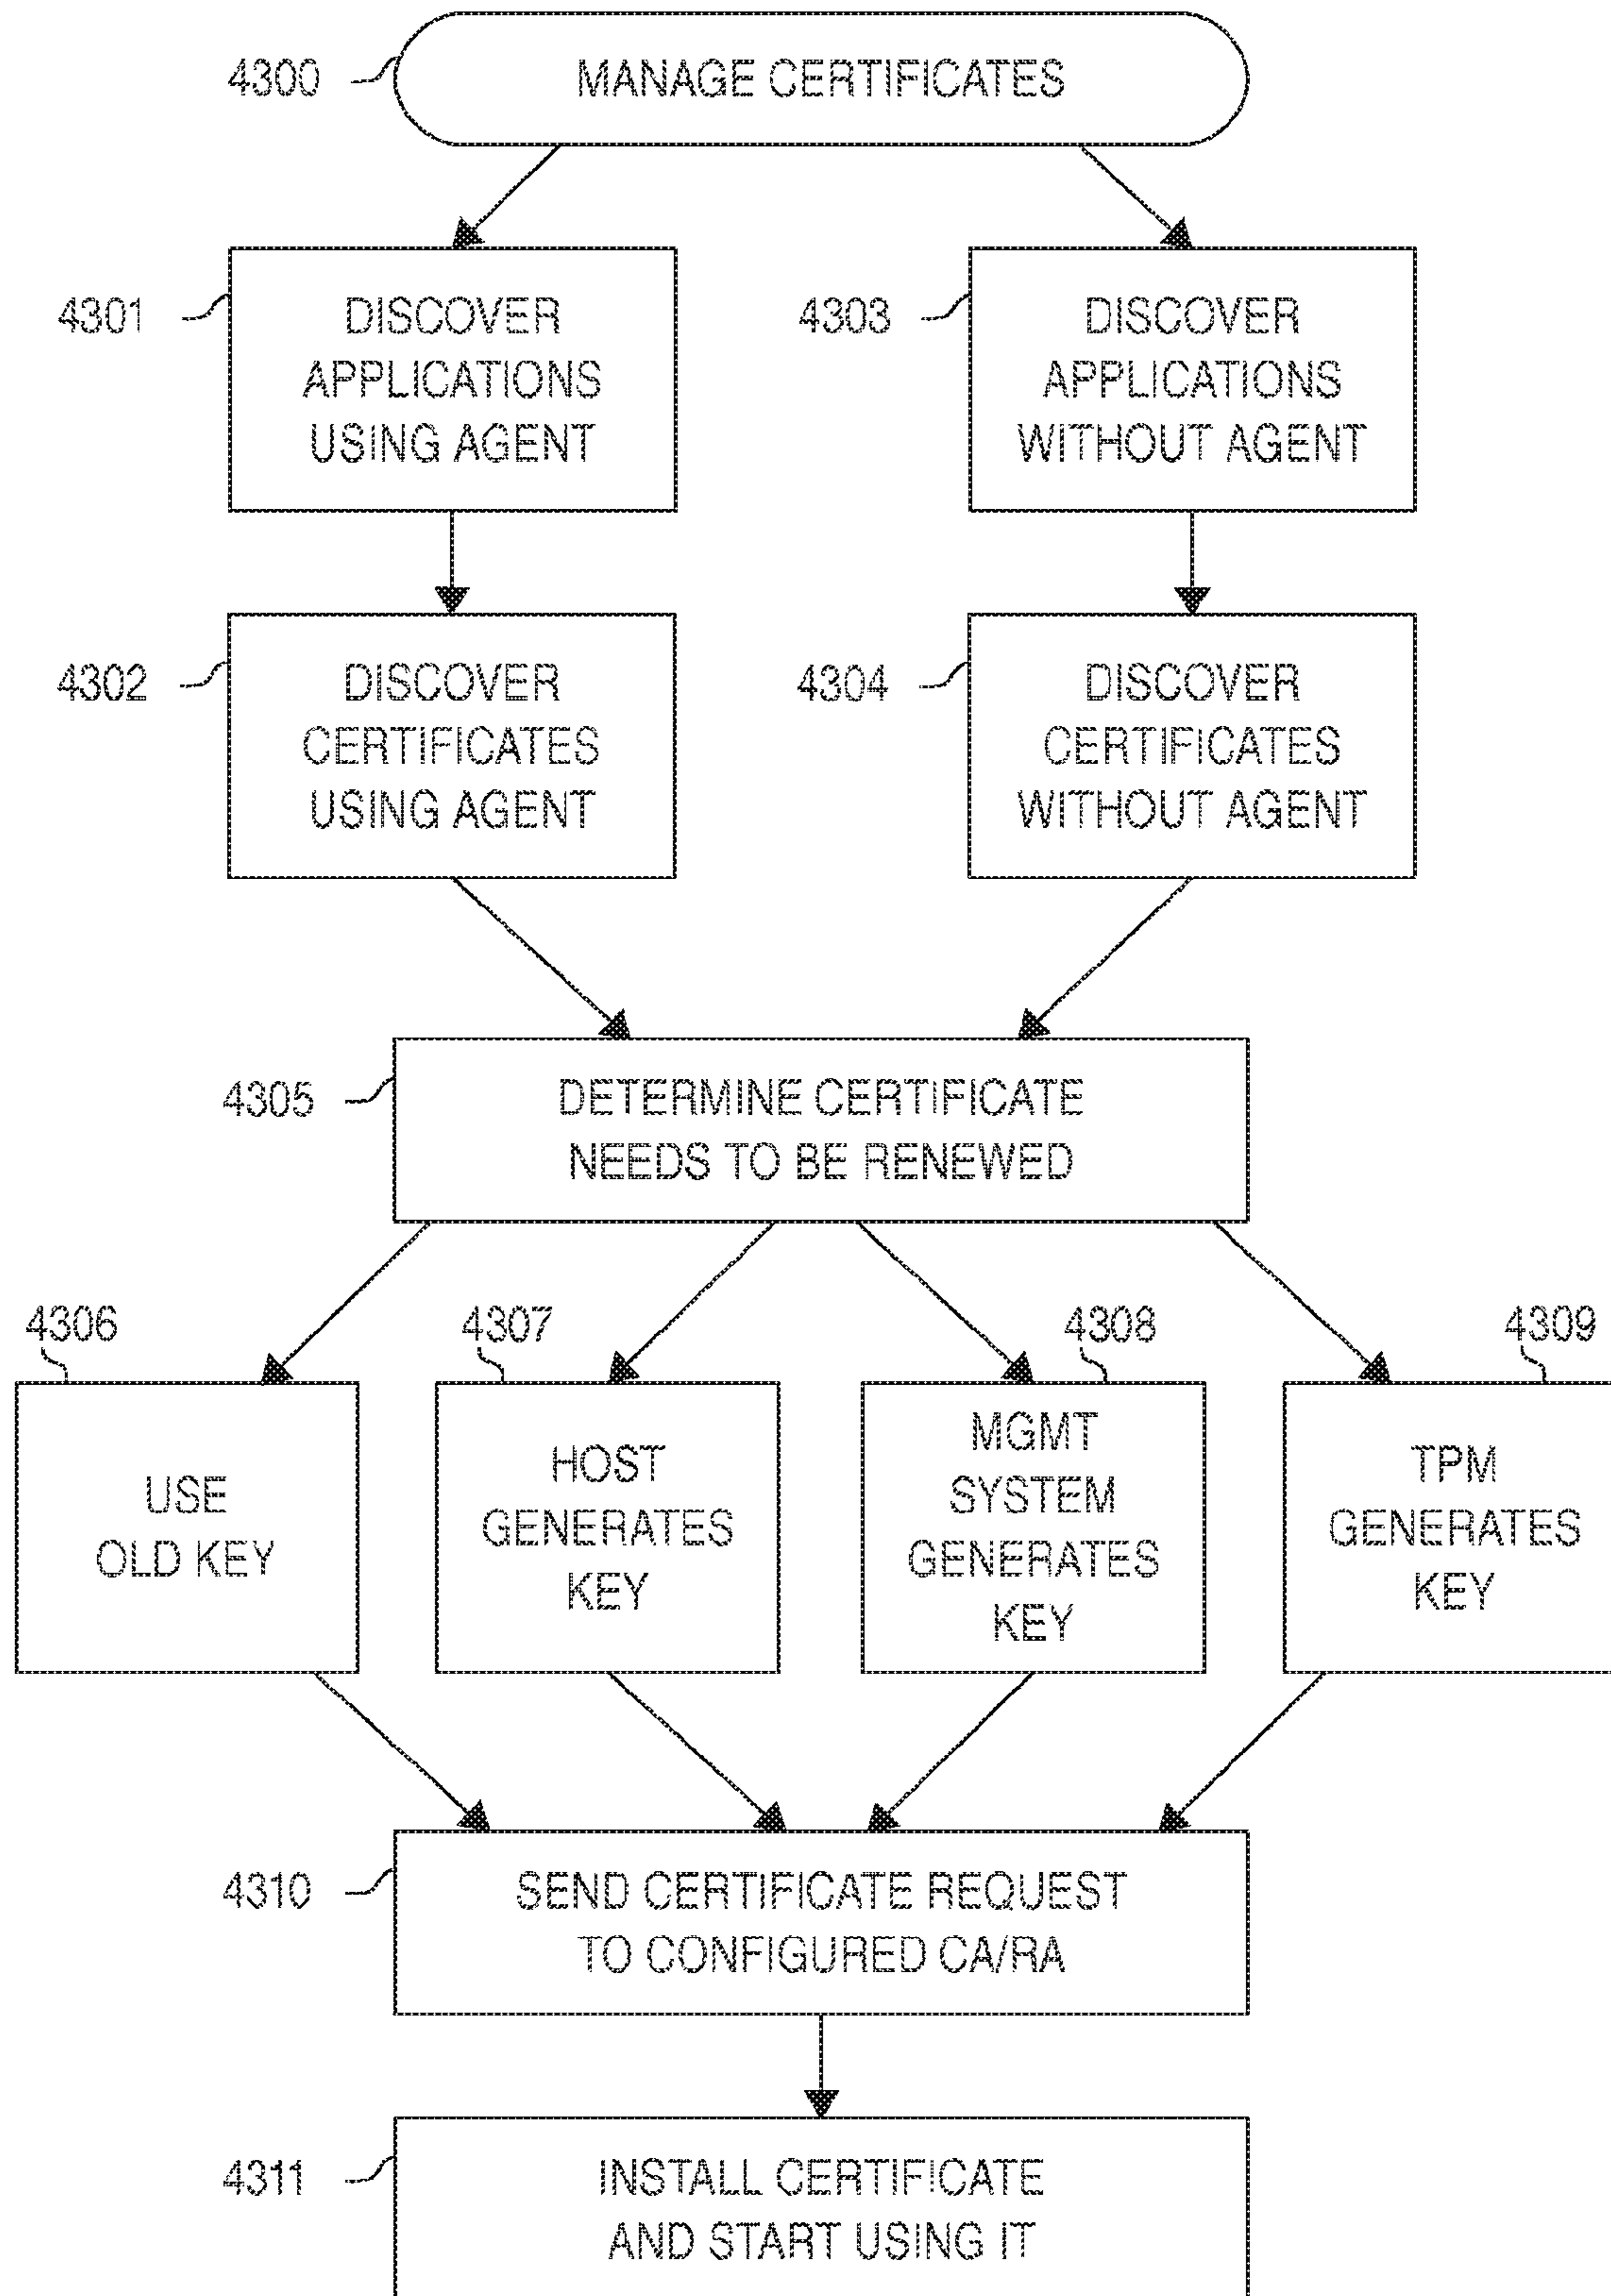 4300
MANAGE CERTIFICATES
4301
DISCOVER
APPLICATIONS
USING AGENT
4303
DISCOVER
APPLICATIONS
WITHOUT AGENT
4302
DISCOVER
CERTIFICATES
USING AGENT
4304
DISCOVER
CERTIFICATES
WITHOUT AGENT
4305
DETERMINE CERTIFICATE
NEEDS TO BE RENEWED
4306
USE
OLD KEY
4307
HOST
GENERATES
KEY
4308
MGMT
SYSTEM
GENERATES
KEY
4309
TPM
GENERATES
KEY
4310
SEND CERTIFICATE REQUEST
TO CONFIGURED CA/RA
4311
INSTALL CERTIFICATE
AND START USING IT